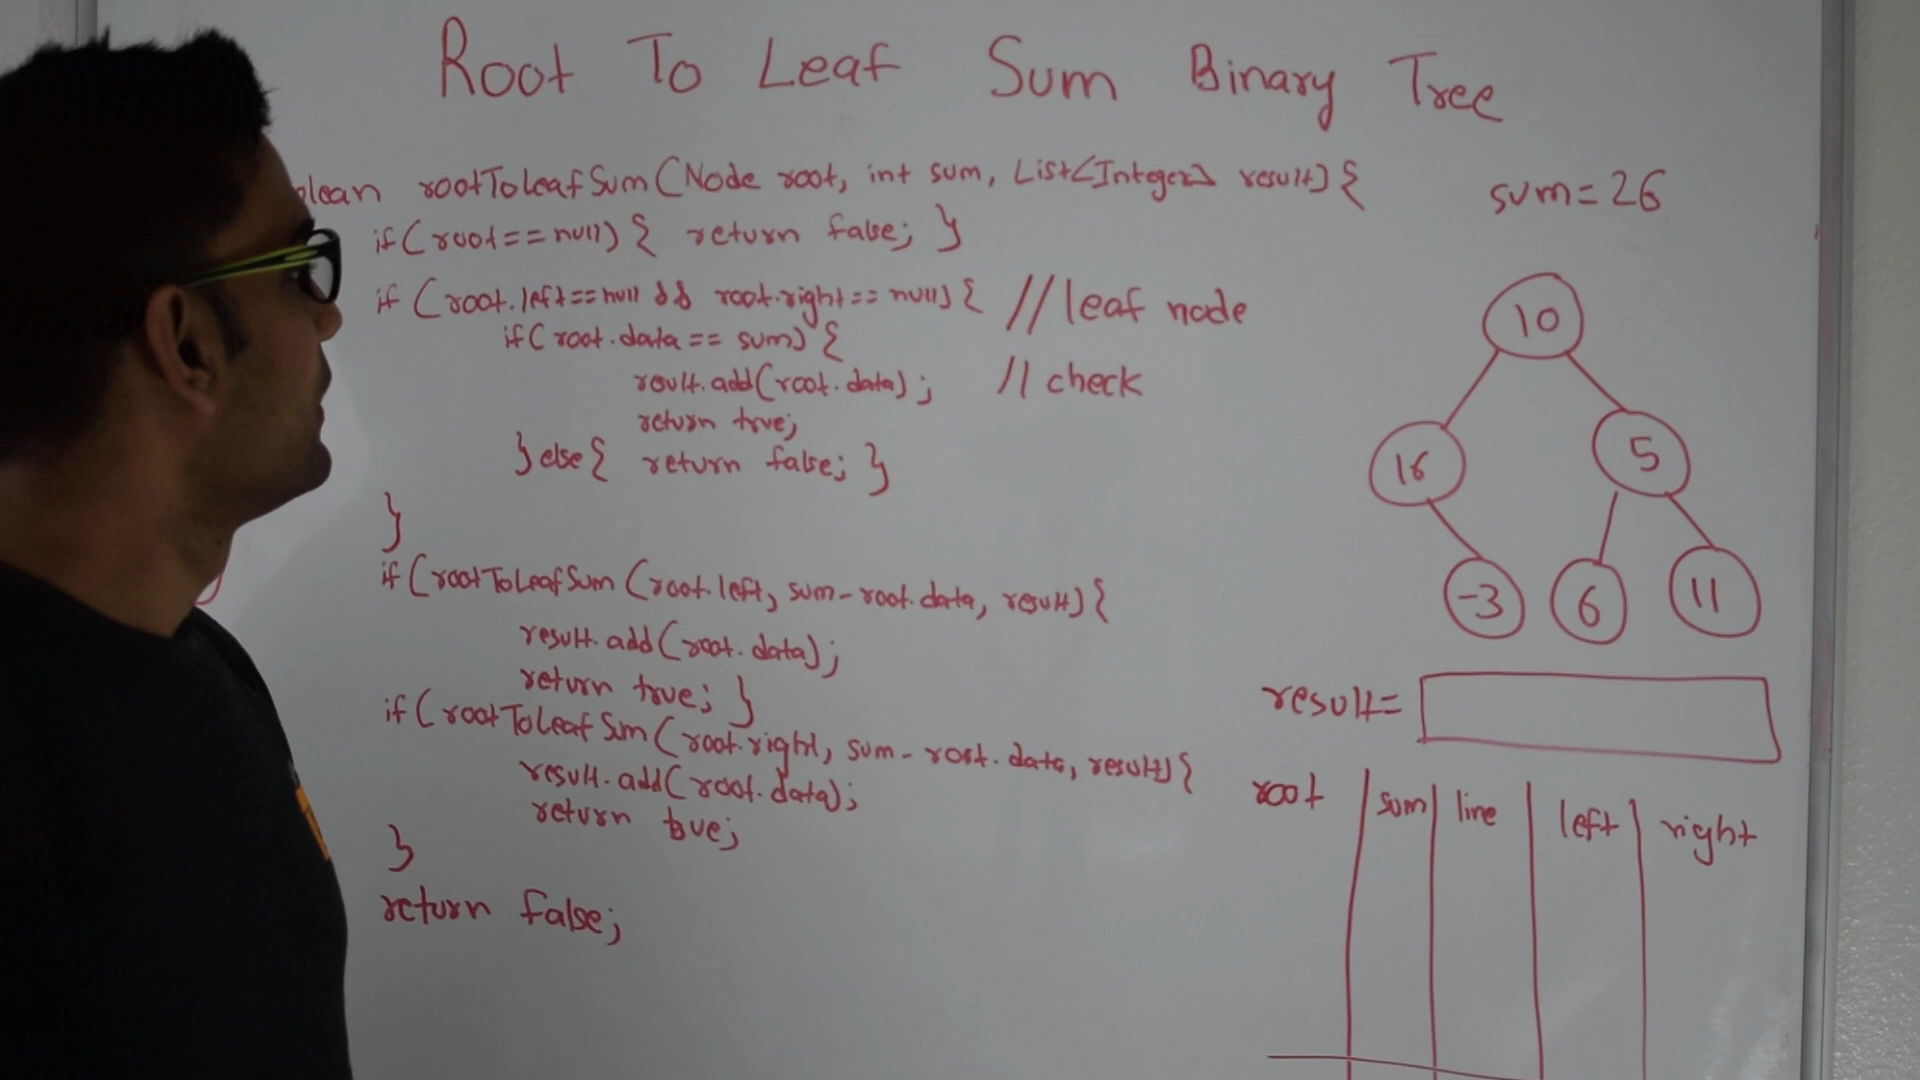 Root To Leaf Sum Binary Tree
olean rootToLeafSum(Node root, int sum, List<Integer> result){
if(root==null){ return false; }
if (root.left==null && root.right==null){ //leaf node
if(root.data == sum){
result.add(root.data); // check
return true;
}else{ return false; }
}
if(rootToLeafSum(root.left, sum-root.data, result){
result.add(root.data);
return true; }
if(rootToLeafSum(root.right, sum-root.data, result){
result.add(root.data);
return true;
}
return false;
sum=26
10
16 5
-3 6 11
result=
root sum line left right